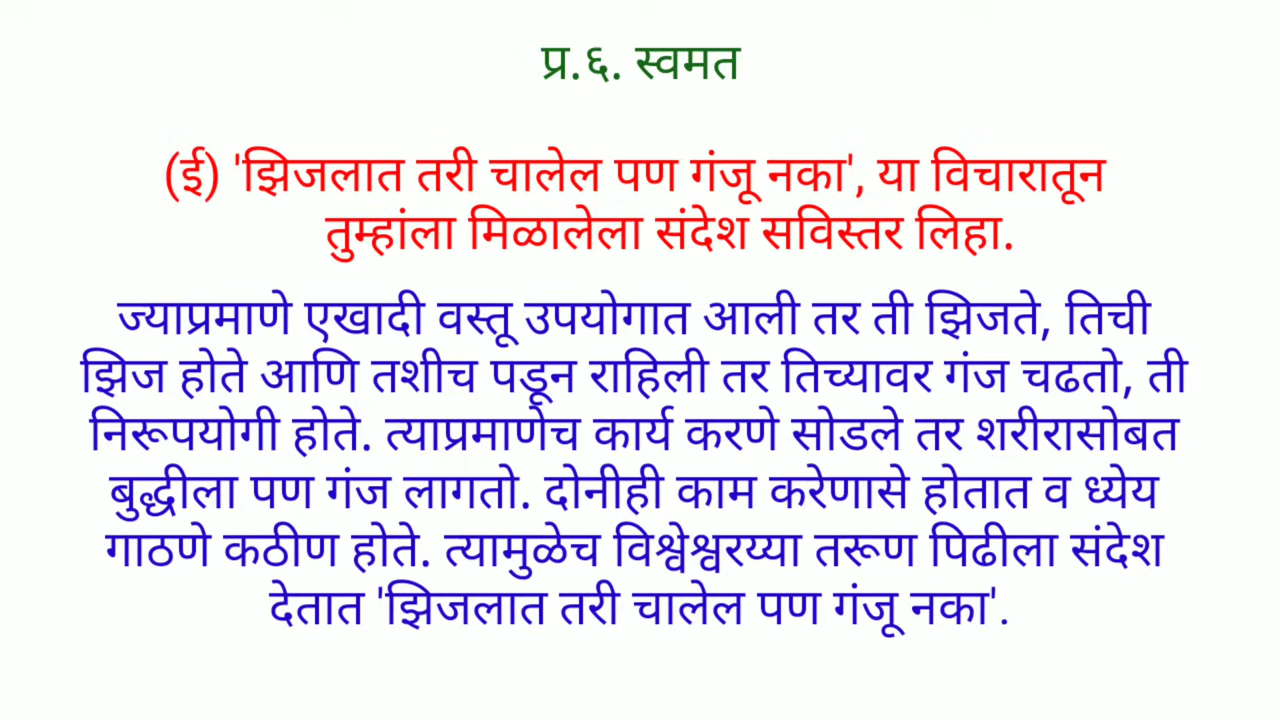 प्र.६. स्वमत
(ई) 'झिजलात तरी चालेल पण गंजू नका', या विचारातून
तुम्हांला मिळालेला संदेश सविस्तर लिहा.
ज्याप्रमाणे एखादी वस्तू उपयोगात आली तर ती झिजते, तिची
झिज होते आणि तशीच पडून राहिली तर तिच्यावर गंज चढतो, ती
निरूपयोगी होते. त्याप्रमाणेच कार्य करणे सोडले तर शरीरासोबत
बुद्धीला पण गंज लागतो. दोनीही काम करेणासे होतात व ध्येय
गाठणे कठीण होते. त्यामुळेच विश्वेश्वरय्या तरूण पिढीला संदेश
देतात 'झिजलात तरी चालेल पण गंजू नका'.